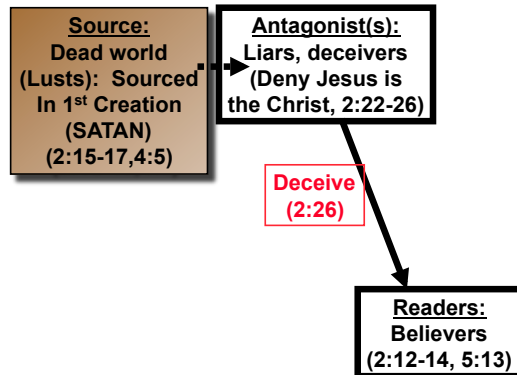 Source:
Dead world
(Lusts):  Sourced
In 1st Creation
(SATAN)
(2:15-17,4:5)
Antagonist(s):
Liars, deceivers
(Deny Jesus is
the Christ, 2:22-26)
Deceive
(2:26)
Readers:
Believers
(2:12-14, 5:13)